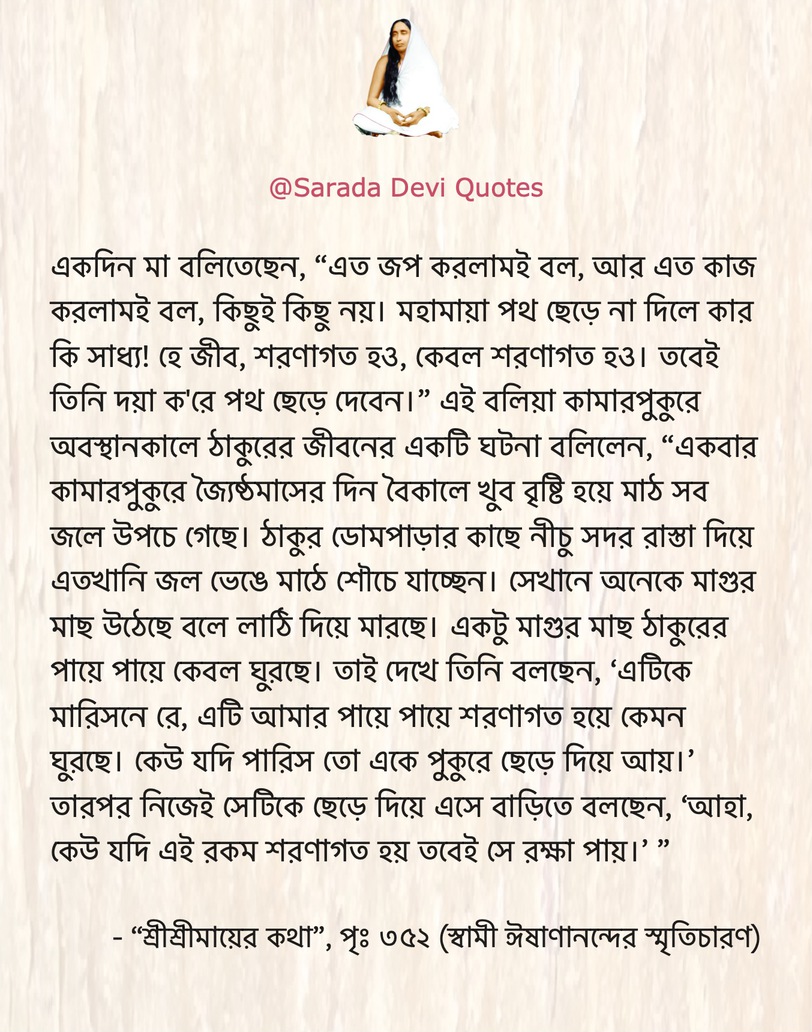 @Sarada Devi Quotes
একদিন মা বলিতেছেন, “এত জপ করলামই বল, আর এত কাজ
করলামই বল, কিছুই কিছু নয়। মহামায়া পথ ছেড়ে না দিলে কার
কি সাধ্য! হে জীব, শরণাগত হও, কেবল শরণাগত হও। তবেই
তিনি দয়া ক'রে পথ ছেড়ে দেবেন।” এই বলিয়া কামারপুকুরে
অবস্থানকালে ঠাকুরের জীবনের একটি ঘটনা বলিলেন, “একবার
কামারপুকুরে জ্যৈষ্ঠমাসের দিন বৈকালে খুব বৃষ্টি হয়ে মাঠ সব
জলে উপচে গেছে। ঠাকুর ডোমপাড়ার কাছে নীচু সদর রাস্তা দিয়ে
এতখানি জল ভেঙে মাঠে শৌচে যাচ্ছেন। সেখানে অনেকে মাগুর
মাছ উঠেছে বলে লাঠি দিয়ে মারছে। একটু মাগুর মাছ ঠাকুরের
পায়ে পায়ে কেবল ঘুরছে। তাই দেখে তিনি বলছেন, ‘এটিকে
মারিসনে রে, এটি আমার পায়ে পায়ে শরণাগত হয়ে কেমন
ঘুরছে। কেউ যদি পারিস তো একে পুকুরে ছেড়ে দিয়ে আয়।’
তারপর নিজেই সেটিকে ছেড়ে দিয়ে এসে বাড়িতে বলছেন, ‘আহা,
কেউ যদি এই রকম শরণাগত হয় তবেই সে রক্ষা পায়।’ ”
- “শ্রীশ্রীমায়ের কথা”, পৃঃ ৩৫২ (স্বামী ঈষাণানন্দের স্মৃতিচারণ)